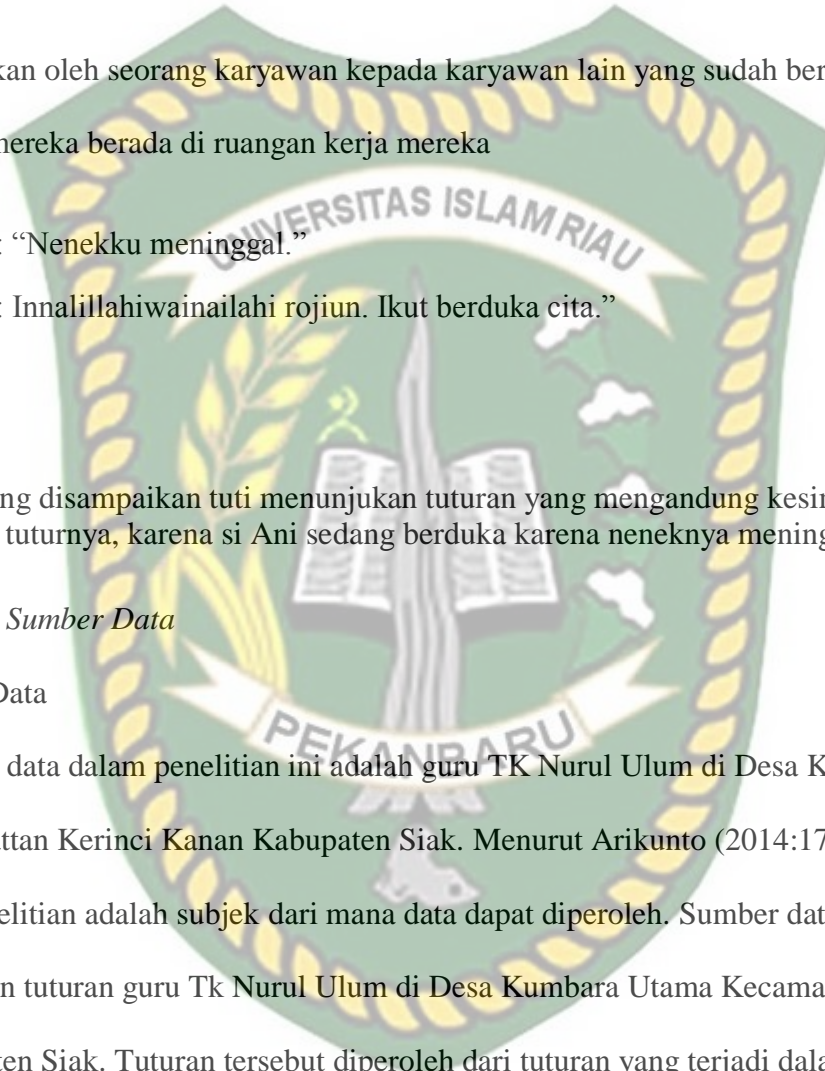 kan oleh seorang karyawan kepada karyawan lain yang sudah ber
mereka berada di ruangan kerja mereka
UNIVERSITAS ISLAM RIAU
: “Nenekku meninggal.”
: Innalillahiwainailahi rojiun. Ikut berduka cita.”
ng disampaikan tuti menunjukan tuturan yang mengandung kesim
tuturnya, karena si Ani sedang berduka karena neneknya mening
Sumber Data
Data
PEKANBARU
data dalam penelitian ini adalah guru TK Nurul Ulum di Desa K
attan Kerinci Kanan Kabupaten Siak. Menurut Arikunto (2014:17
elitian adalah subjek dari mana data dapat diperoleh. Sumber dat
n tuturan guru Tk Nurul Ulum di Desa Kumbara Utama Kecama
ten Siak. Tuturan tersebut diperoleh dari tuturan yang terjadi dala